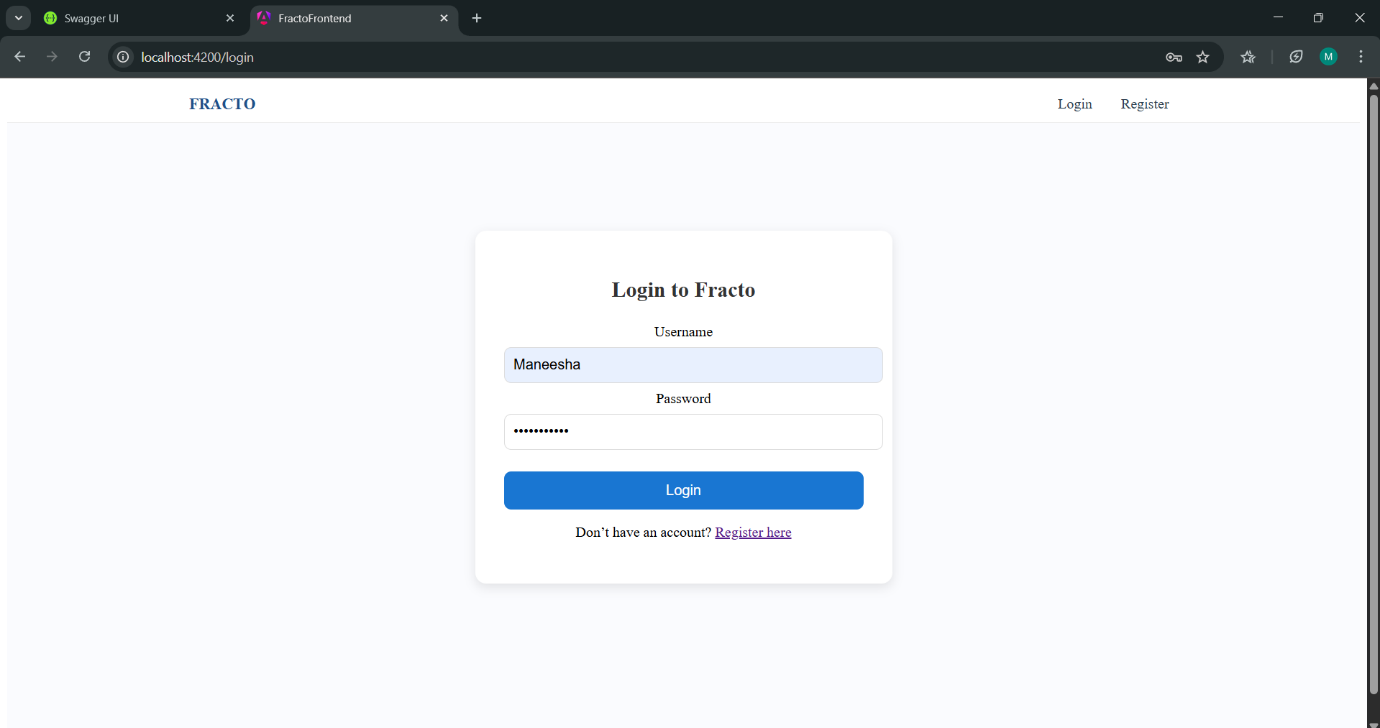 Swagger UI
FractoFrontend
localhost:4200/login
M
FRACTO
Login
Register
Login to Fracto
Username
Maneesha
Password
•••••••••••
Login
Don’t have an account? Register here